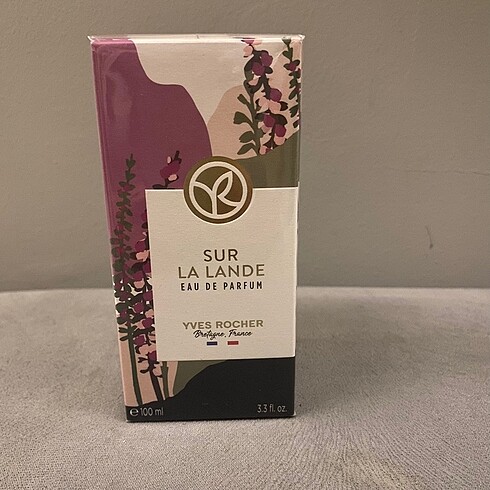 SUR
LA LANDE
EAU DE PARFUM
YVES ROCHER
Bretagne, France
e 100 ml 3.3 fl. oz.